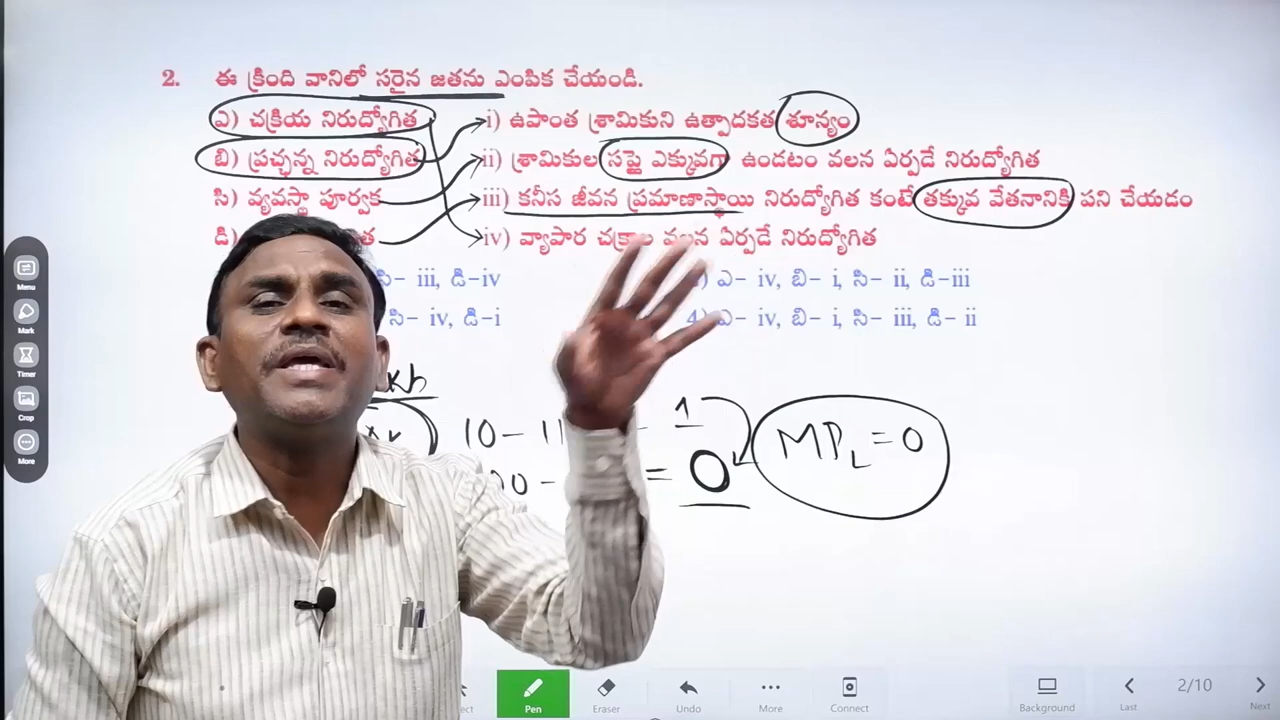 2. ఈ క్రింది వానిలో సరైన జతను ఎంపిక చేయండి.
ఎ) చక్రియ నిరుద్యోగిత i) ఉపాంత శ్రామికుని ఉత్పాదకత శూన్యం
బి) ప్రచ్ఛన్న నిరుద్యోగిత ii) శ్రామికుల సప్లై ఎక్కువగా ఉండటం వలన ఏర్పడే నిరుద్యోగిత
సి) వ్యవస్థా పూర్వక iii) కనీస జీవన ప్రమాణాస్థాయి నిరుద్యోగిత కంటే తక్కువ వేతనానికి పని చేయడం
డి) iv) వ్యాపార చక్రాల వలన ఏర్పడే నిరుద్యోగిత
సి- iii, డి-iv ఎ- iv, బి- i, సి- ii, డి-iii
సి- iv, డి-i 4) ఎ- iv, బి- i, సి- iii, డి- ii
10- 1
MPL = 0
= 0
Menu
Mark
Timer
Crop
More
Pen
Eraser
Undo
More
Connect
Background
Last
2/10
Next